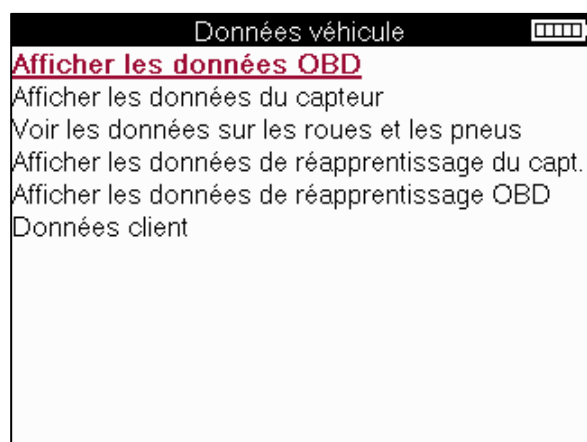 Données véhicule
Afficher les données OBD
Afficher les données du capteur
Voir les données sur les roues et les pneus
Afficher les données de réapprentissage du capt.
Afficher les données de réapprentissage OBD
Données client